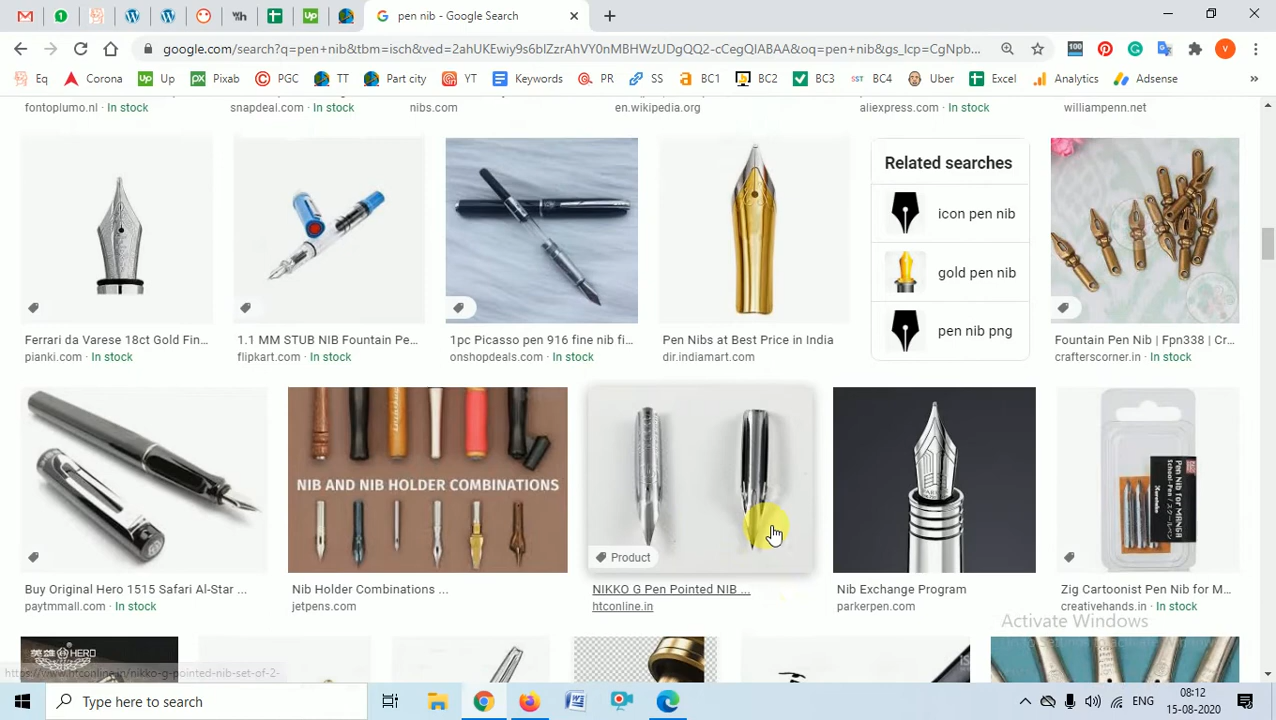 pen nib - Google Search
google.com/search?q=pen+nib&tbm=isch&ved=2ahUKEwiy9s6blZzrAhVY0nMBHWzUDgQQ2-cCegQIABAA&oq=pen+nib&gs_lcp=CgNpb...
Eq Corona Up Pixab PGC TT Part city YT Keywords PR SS BC1 BC2 BC3 BC4 Uber Excel Analytics Adsense
fontoplumo.nl · In stock
snapdeal.com · In stock
nibs.com
en.wikipedia.org
aliexpress.com · In stock
williampenn.net
Related searches
icon pen nib
gold pen nib
pen nib png
Ferrari da Varese 18ct Gold Fin...
pianki.com · In stock
1.1 MM STUB NIB Fountain Pe...
flipkart.com · In stock
1pc Picasso pen 916 fine nib fi...
onshopdeals.com · In stock
Pen Nibs at Best Price in India
dir.indiamart.com
Fountain Pen Nib | Fpn338 | Cr...
crafterscorner.in · In stock
NIB AND NIB HOLDER COMBINATIONS
Product
Pen Nib for MANGA
Buy Original Hero 1515 Safari Al-Star ...
paytmmall.com · In stock
Nib Holder Combinations ...
jetpens.com
NIKKO G Pen Pointed NIB ...
htconline.in
Nib Exchange Program
parkerpen.com
Zig Cartoonist Pen Nib for M...
creativehands.in · In stock
Activate Windows
英雄 HERO
https://www.htconline.in/nikko-g-pointed-nib-set-of-2-
Type here to search
ENG
08:12
15-08-2020